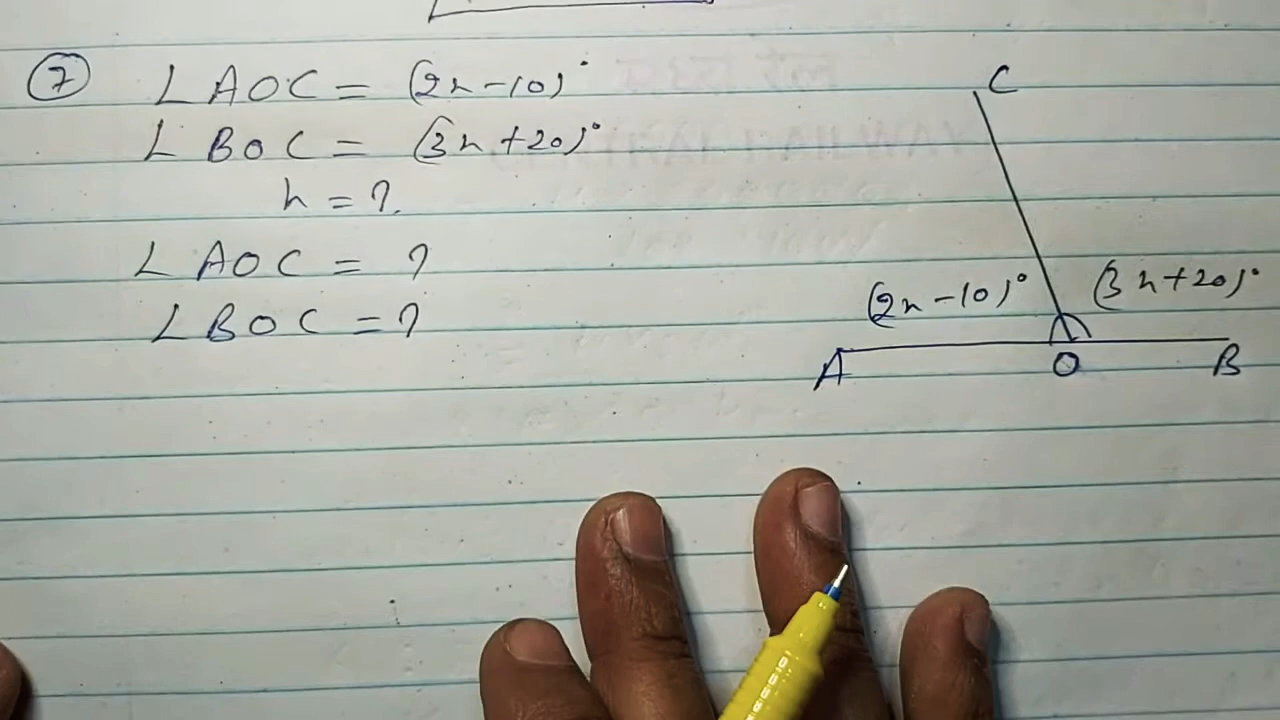 7 ∠AOC = (2x-10)°
∠BOC = (3x+20)°
x = ?
∠AOC = ?
∠BOC = ?
C
(2x-10)° (3x+20)°
A O B